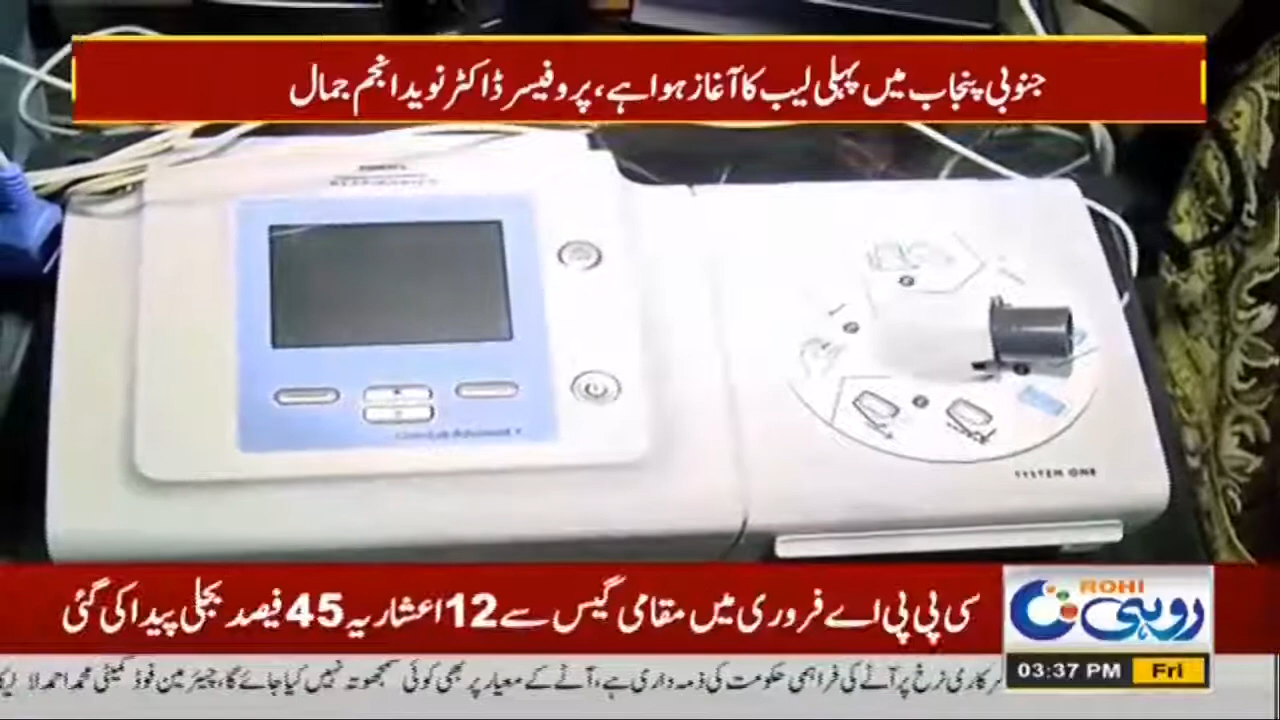 جنوبی پنجاب میں پہلی لیب کا آغاز ہوا ہے، پروفیسر ڈاکٹر نوید انجم جمال
SYSTEM ONE
سی پی پی اے فروری میں مقامی گیس سے 12 اعشاریہ 45 فیصد بجلی پیدا کی گئی
ROHI
روہی
03:37 PM Fri
کاری نرخ پر آٹے کی فراہمی حکومت کی ذمہ داری ہے، آٹے کے معیار پر بھی کوئی سمجھوتہ نہیں کیا جائے گا، چیئرمین فوڈ کمیٹی محمد احمد